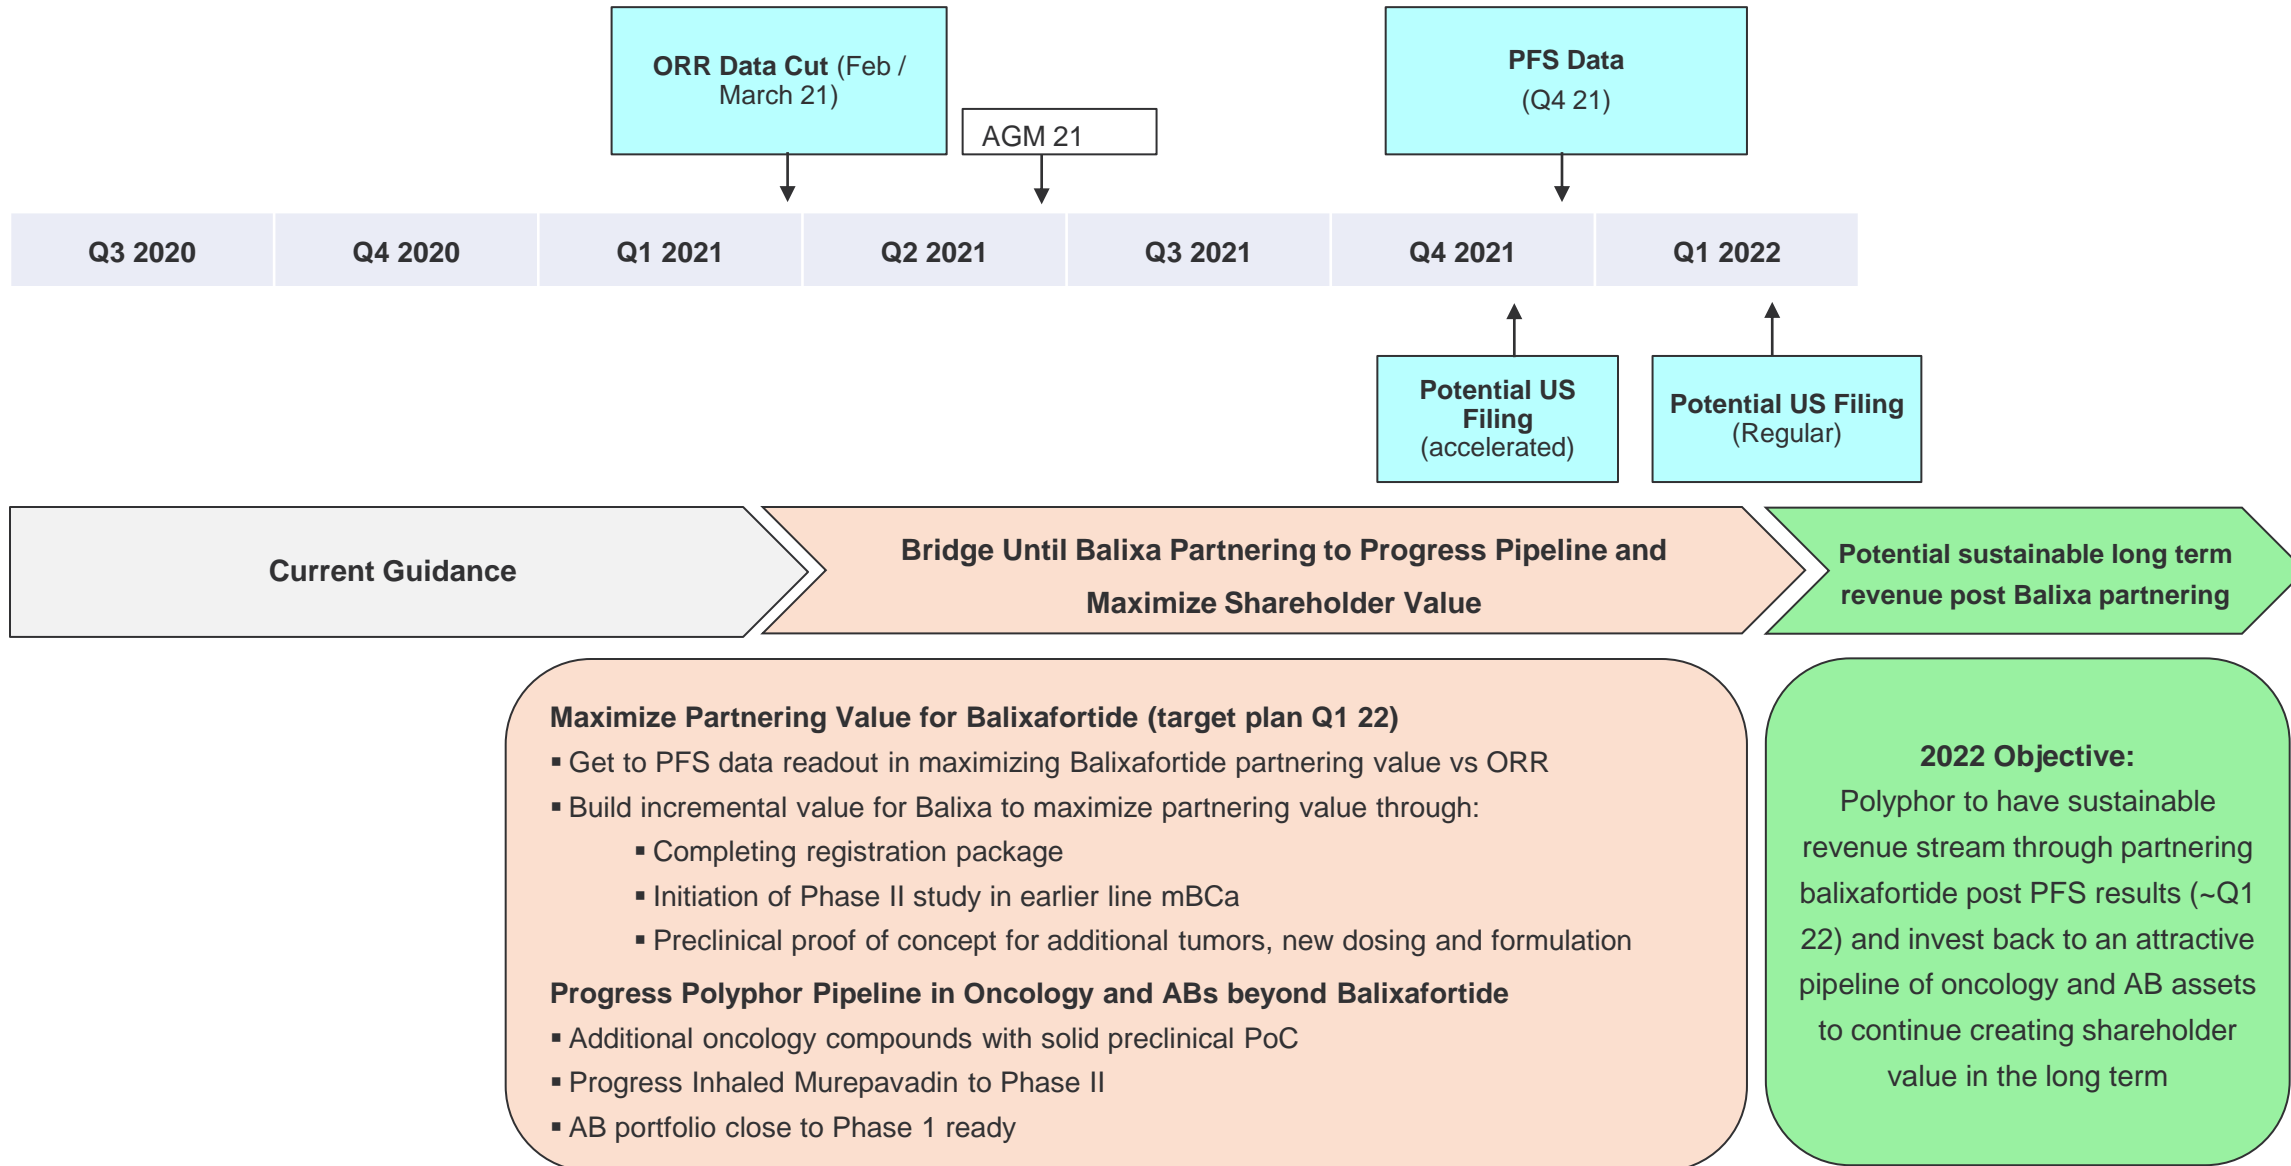 ORR Data Cut (Feb /
March 21)
AGM 21
PFS Data
(Q4 21)
Q3 2020
Q4 2020
Q1 2021
Q2 2021
Q3 2021
Q4 2021
Q1 2022
Potential US
Filing
(accelerated)
Potential US Filing
(Regular)
Current Guidance
Bridge Until Balixa Partnering to Progress Pipeline and
Maximize Shareholder Value
Potential sustainable long term
revenue post Balixa partnering
Maximize Partnering Value for Balixafortide (target plan Q1 22)
▪ Get to PFS data readout in maximizing Balixafortide partnering value vs ORR
▪ Build incremental value for Balixa to maximize partnering value through:
▪ Completing registration package
▪ Initiation of Phase II study in earlier line mBCa
▪ Preclinical proof of concept for additional tumors, new dosing and formulation
Progress Polyphor Pipeline in Oncology and ABs beyond Balixafortide
▪ Additional oncology compounds with solid preclinical PoC
▪ Progress Inhaled Murepavadin to Phase II
▪ AB portfolio close to Phase 1 ready
2022 Objective:
Polyphor to have sustainable
revenue stream through partnering
balixafortide post PFS results (~Q1
22) and invest back to an attractive
pipeline of oncology and AB assets
to continue creating shareholder
value in the long term